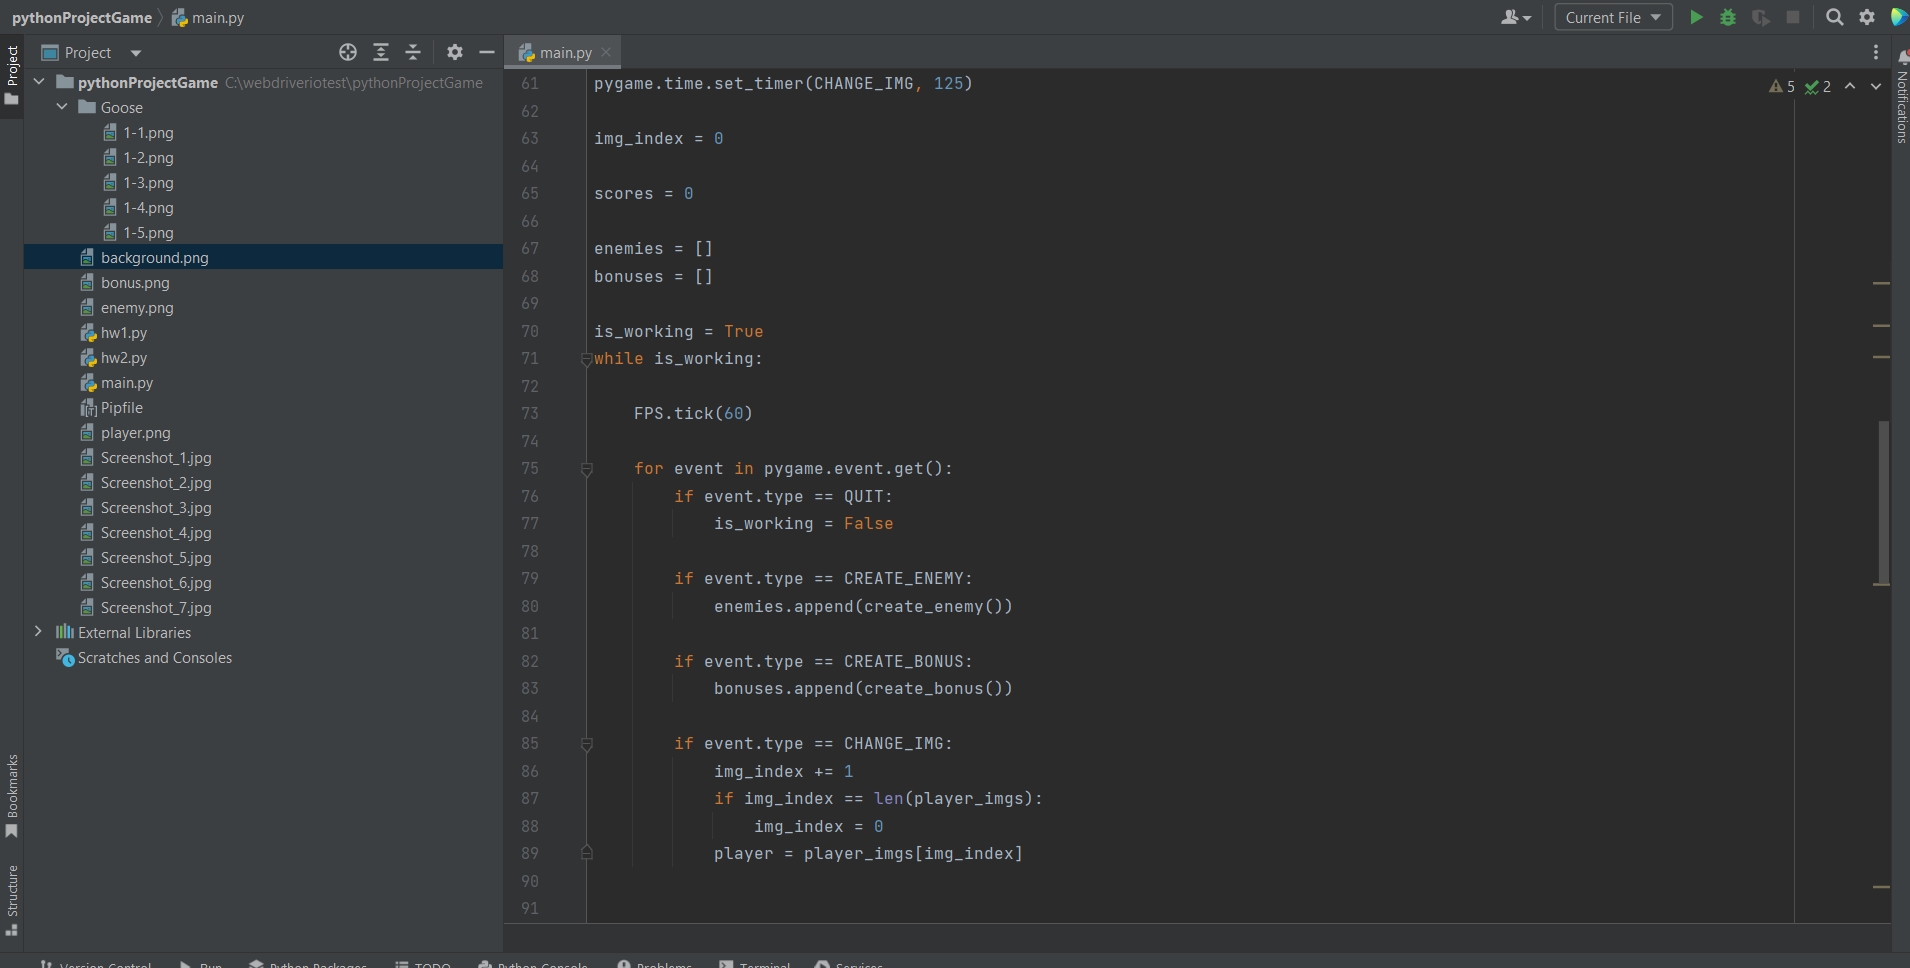 pythonProjectGame
main.py
Current File
Project
Project
main.py
pythonProjectGame C:\webdriveriotest\pythonProjectGame
Goose
1-1.png
1-2.png
1-3.png
1-4.png
1-5.png
background.png
bonus.png
enemy.png
hw1.py
hw2.py
main.py
Pipfile
player.png
Screenshot_1.jpg
Screenshot_2.jpg
Screenshot_3.jpg
Screenshot_4.jpg
Screenshot_5.jpg
Screenshot_6.jpg
Screenshot_7.jpg
External Libraries
Scratches and Consoles
Bookmarks
Structure
61 pygame.time.set_timer(CHANGE_IMG, 125)
62
63 img_index = 0
64
65 scores = 0
66
67 enemies = []
68 bonuses = []
69
70 is_working = True
71 while is_working:
72
73 FPS.tick(60)
74
75 for event in pygame.event.get():
76 if event.type == QUIT:
77 is_working = False
78
79 if event.type == CREATE_ENEMY:
80 enemies.append(create_enemy())
81
82 if event.type == CREATE_BONUS:
83 bonuses.append(create_bonus())
84
85 if event.type == CHANGE_IMG:
86 img_index += 1
87 if img_index == len(player_imgs):
88 img_index = 0
89 player = player_imgs[img_index]
90
91
5 2
Notifications
Version Control
Run
Python Packages
TODO
Python Console
Problems
Terminal
Services